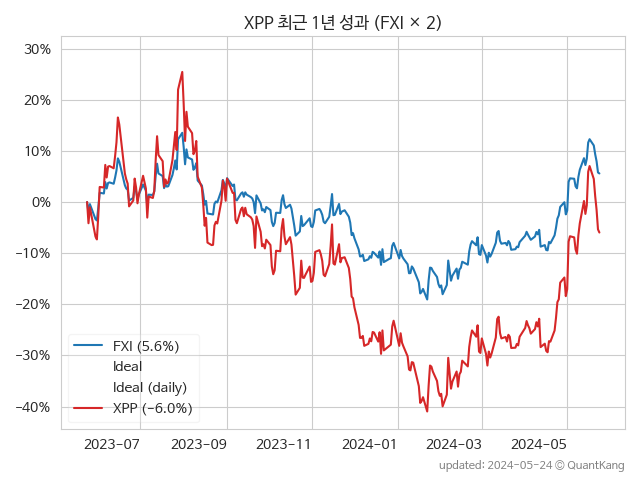 XPP 최근 1년 성과 (FXI × 2)
30%
20%
10%
0%
−10%
−20%
−30%
−40%
FXI (5.6%)
Ideal
Ideal (daily)
XPP (−6.0%)
2023-07 2023-09 2023-11 2024-01 2024-03 2024-05
updated: 2024-05-24 © QuantKang